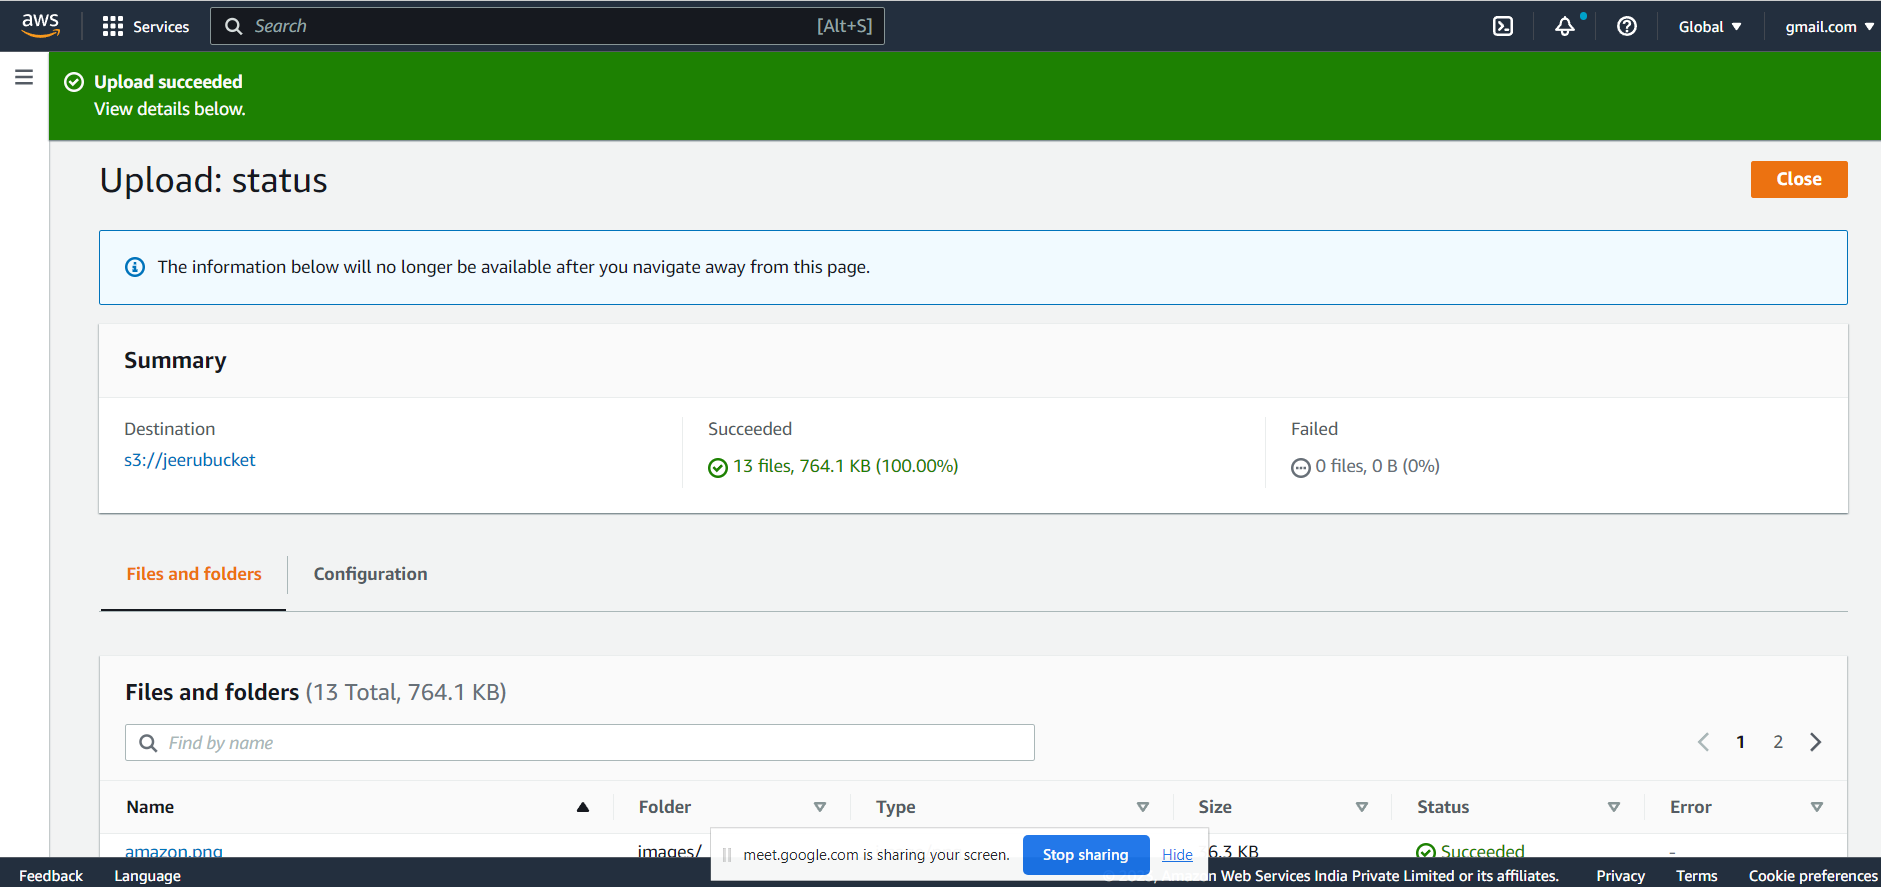 aws Services Search [Alt+S] Global gmail.com
Upload succeeded
View details below.
Upload: status Close
The information below will no longer be available after you navigate away from this page.
Summary
Destination Succeeded Failed
s3://jeerubucket 13 files, 764.1 KB (100.00%) 0 files, 0 B (0%)
Files and folders Configuration
Files and folders (13 Total, 764.1 KB)
Find by name 1 2
Name Folder Type Size Status Error
amazon.png images/ 6.3 KB Succeeded -
meet.google.com is sharing your screen. Stop sharing Hide
Feedback Language Web Services India Private Limited or its affiliates. Privacy Terms Cookie preferences